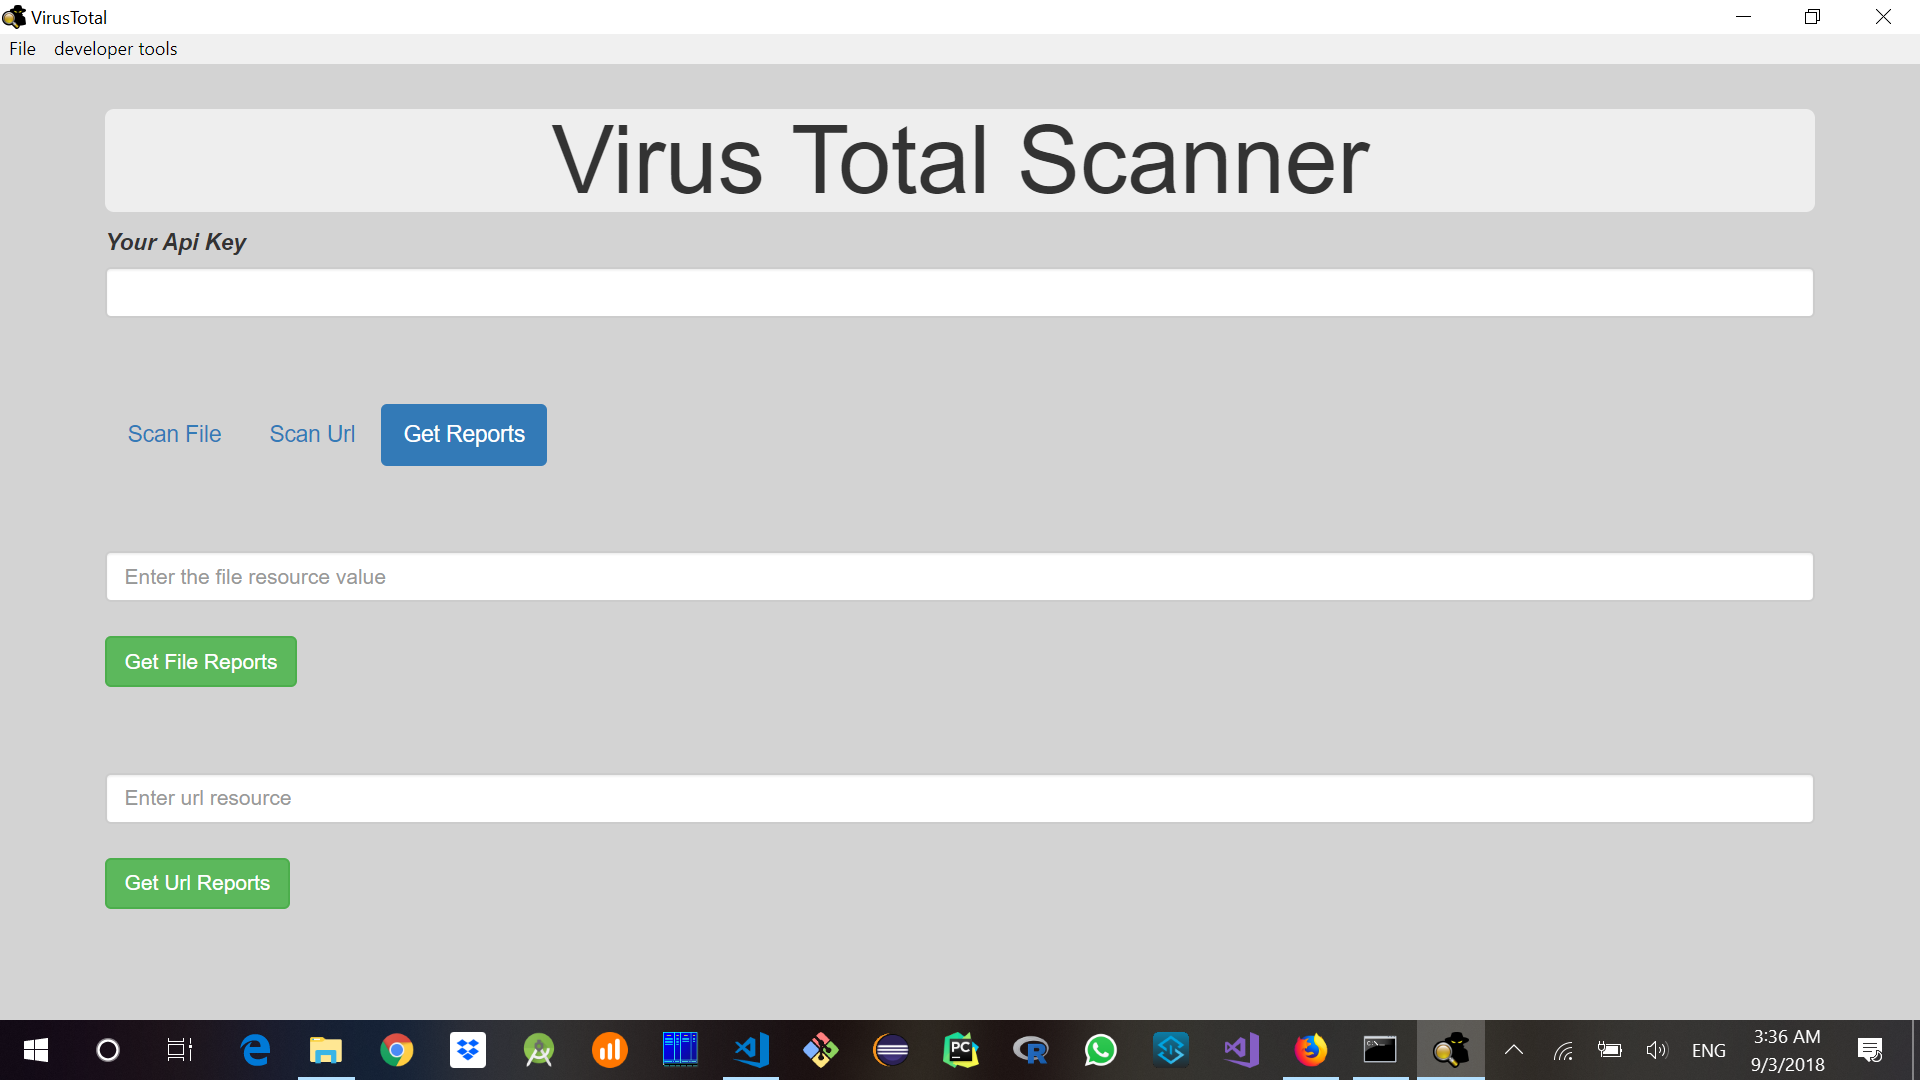 VirusTotal
File developer tools
Virus Total Scanner
Your Api Key
Scan File Scan Url Get Reports
Enter the file resource value
Get File Reports
Enter url resource
Get Url Reports
PC
R
ENG
3:36 AM
9/3/2018